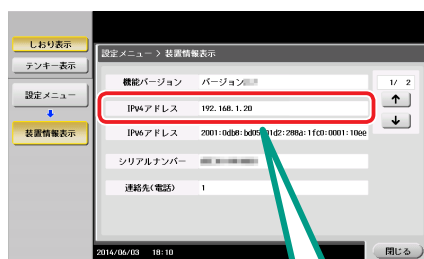 しおり表示
テンキー表示
設定メニュー
装置情報表示
設定メニュー > 装置情報表示
機能バージョン バージョン
1/ 2
IPv4アドレス 192.168.1.20
IPv6アドレス 2001:0db8:bd05:01d2:288a:1fc0:0001:10ee
シリアルナンバー
連絡先(電話) 1
2014/06/03 18:10
閉じる